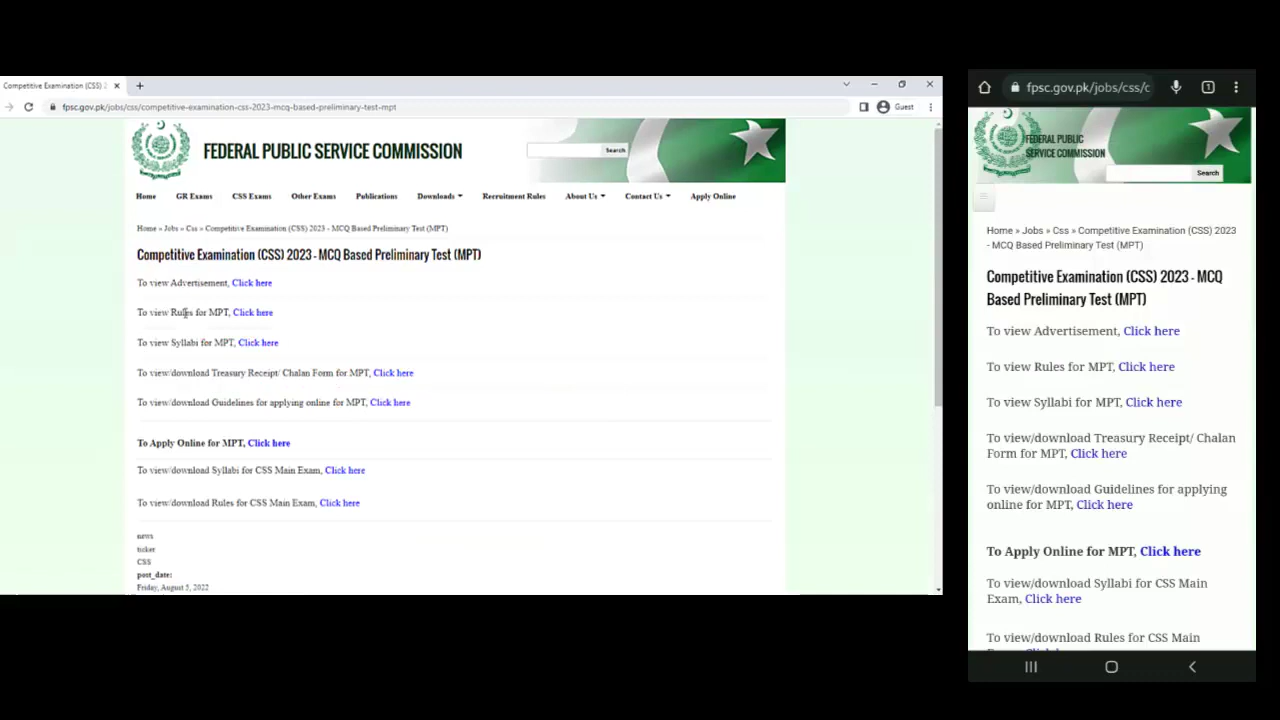 Competitive Examination (CSS) 2
fpsc.gov.pk/jobs/css/competitive-examination-css-2023-mcq-based-preliminary-test-mpt
Guest
FEDERAL PUBLIC SERVICE COMMISSION
Search
Home GR Exams CSS Exams Other Exams Publications Downloads Recruitment Rules About Us Contact Us Apply Online
Home » Jobs » Css » Competitive Examination (CSS) 2023 - MCQ Based Preliminary Test (MPT)
Competitive Examination (CSS) 2023 - MCQ Based Preliminary Test (MPT)
To view Advertisement, Click here
To view Rules for MPT, Click here
To view Syllabi for MPT, Click here
To view/download Treasury Receipt/ Chalan Form for MPT, Click here
To view/download Guidelines for applying online for MPT, Click here
To Apply Online for MPT, Click here
To view/download Syllabi for CSS Main Exam, Click here
To view/download Rules for CSS Main Exam, Click here
news
ticker
CSS
post_date:
Friday, August 5, 2022
fpsc.gov.pk/jobs/css/c
1
FEDERAL PUBLIC
SERVICE COMMISSION
Search
Home » Jobs » Css » Competitive Examination (CSS) 2023
- MCQ Based Preliminary Test (MPT)
Competitive Examination (CSS) 2023 - MCQ
Based Preliminary Test (MPT)
To view Advertisement, Click here
To view Rules for MPT, Click here
To view Syllabi for MPT, Click here
To view/download Treasury Receipt/ Chalan
Form for MPT, Click here
To view/download Guidelines for applying
online for MPT, Click here
To Apply Online for MPT, Click here
To view/download Syllabi for CSS Main
Exam, Click here
To view/download Rules for CSS Main